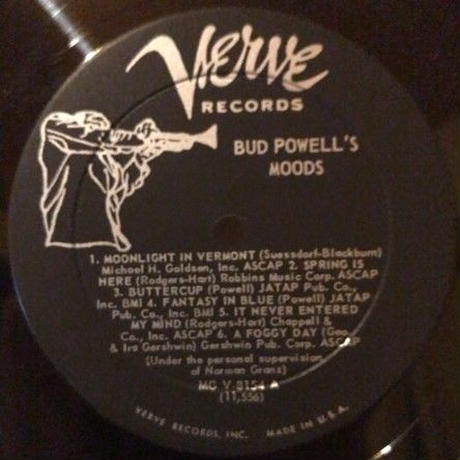 Verve
RECORDS
BUD POWELL'S
MOODS
1. MOONLIGHT IN VERMONT (Suessdorf-Blackburn)
Michael H. Goldsen, Inc. ASCAP 2. SPRING IS
HERE (Rodgers-Hart) Robbins Music Corp. ASCAP
3. BUTTERCUP (Powell) JATAP Pub. Co.,
Inc. BMI 4. FANTASY IN BLUE (Powell) JATAP
Pub. Co., Inc. BMI 5. IT NEVER ENTERED
MY MIND (Rodgers-Hart) Chappell &
Co., Inc. ASCAP 6. A FOGGY DAY (Geo.
& Ira Gershwin) Gershwin Pub. Corp. ASCAP
(Under the personal supervision
of Norman Granz)
MG V-8154 A
(11,556)
VERVE RECORDS, INC. MADE IN U.S.A.